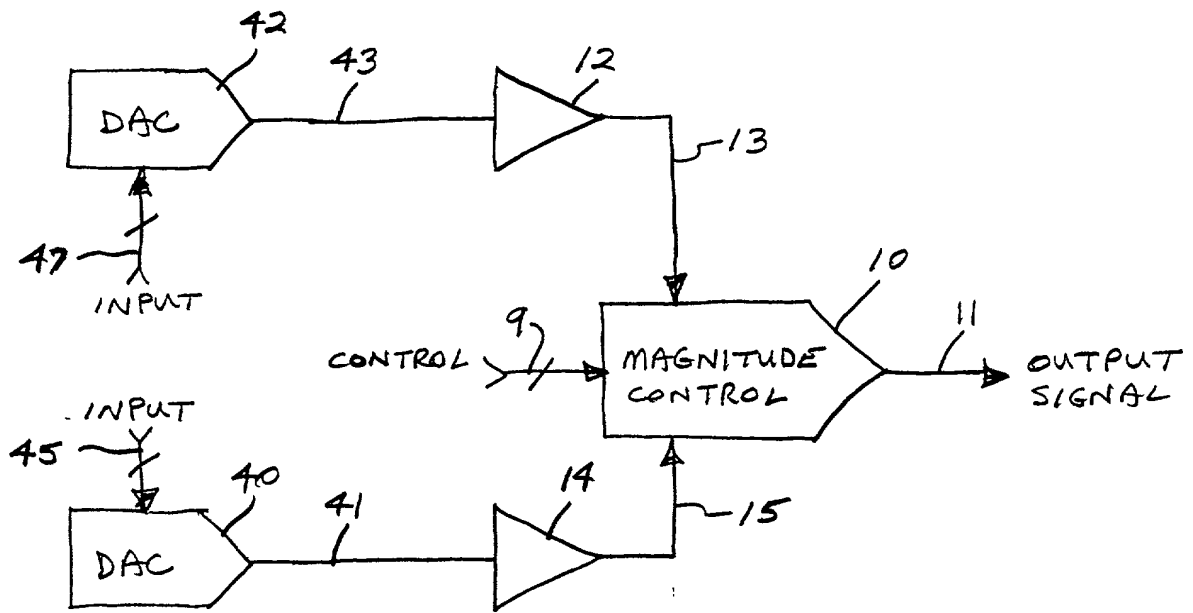 42
43
12
DAC
13
47
INPUT
10
9
11
CONTROL
MAGNITUDE
CONTROL
OUTPUT
SIGNAL
INPUT
45
40
41
14
15
DAC